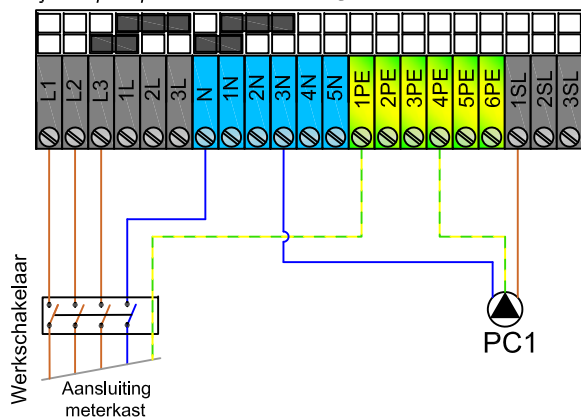 L1 L2 L3 1L 2L 3L N 1N 2N 3N 4N 5N 1PE 2PE 3PE 4PE 5PE 6PE 1SL 2SL 3SL
Werkschakelaar
PC1
Aansluiting
meterkast